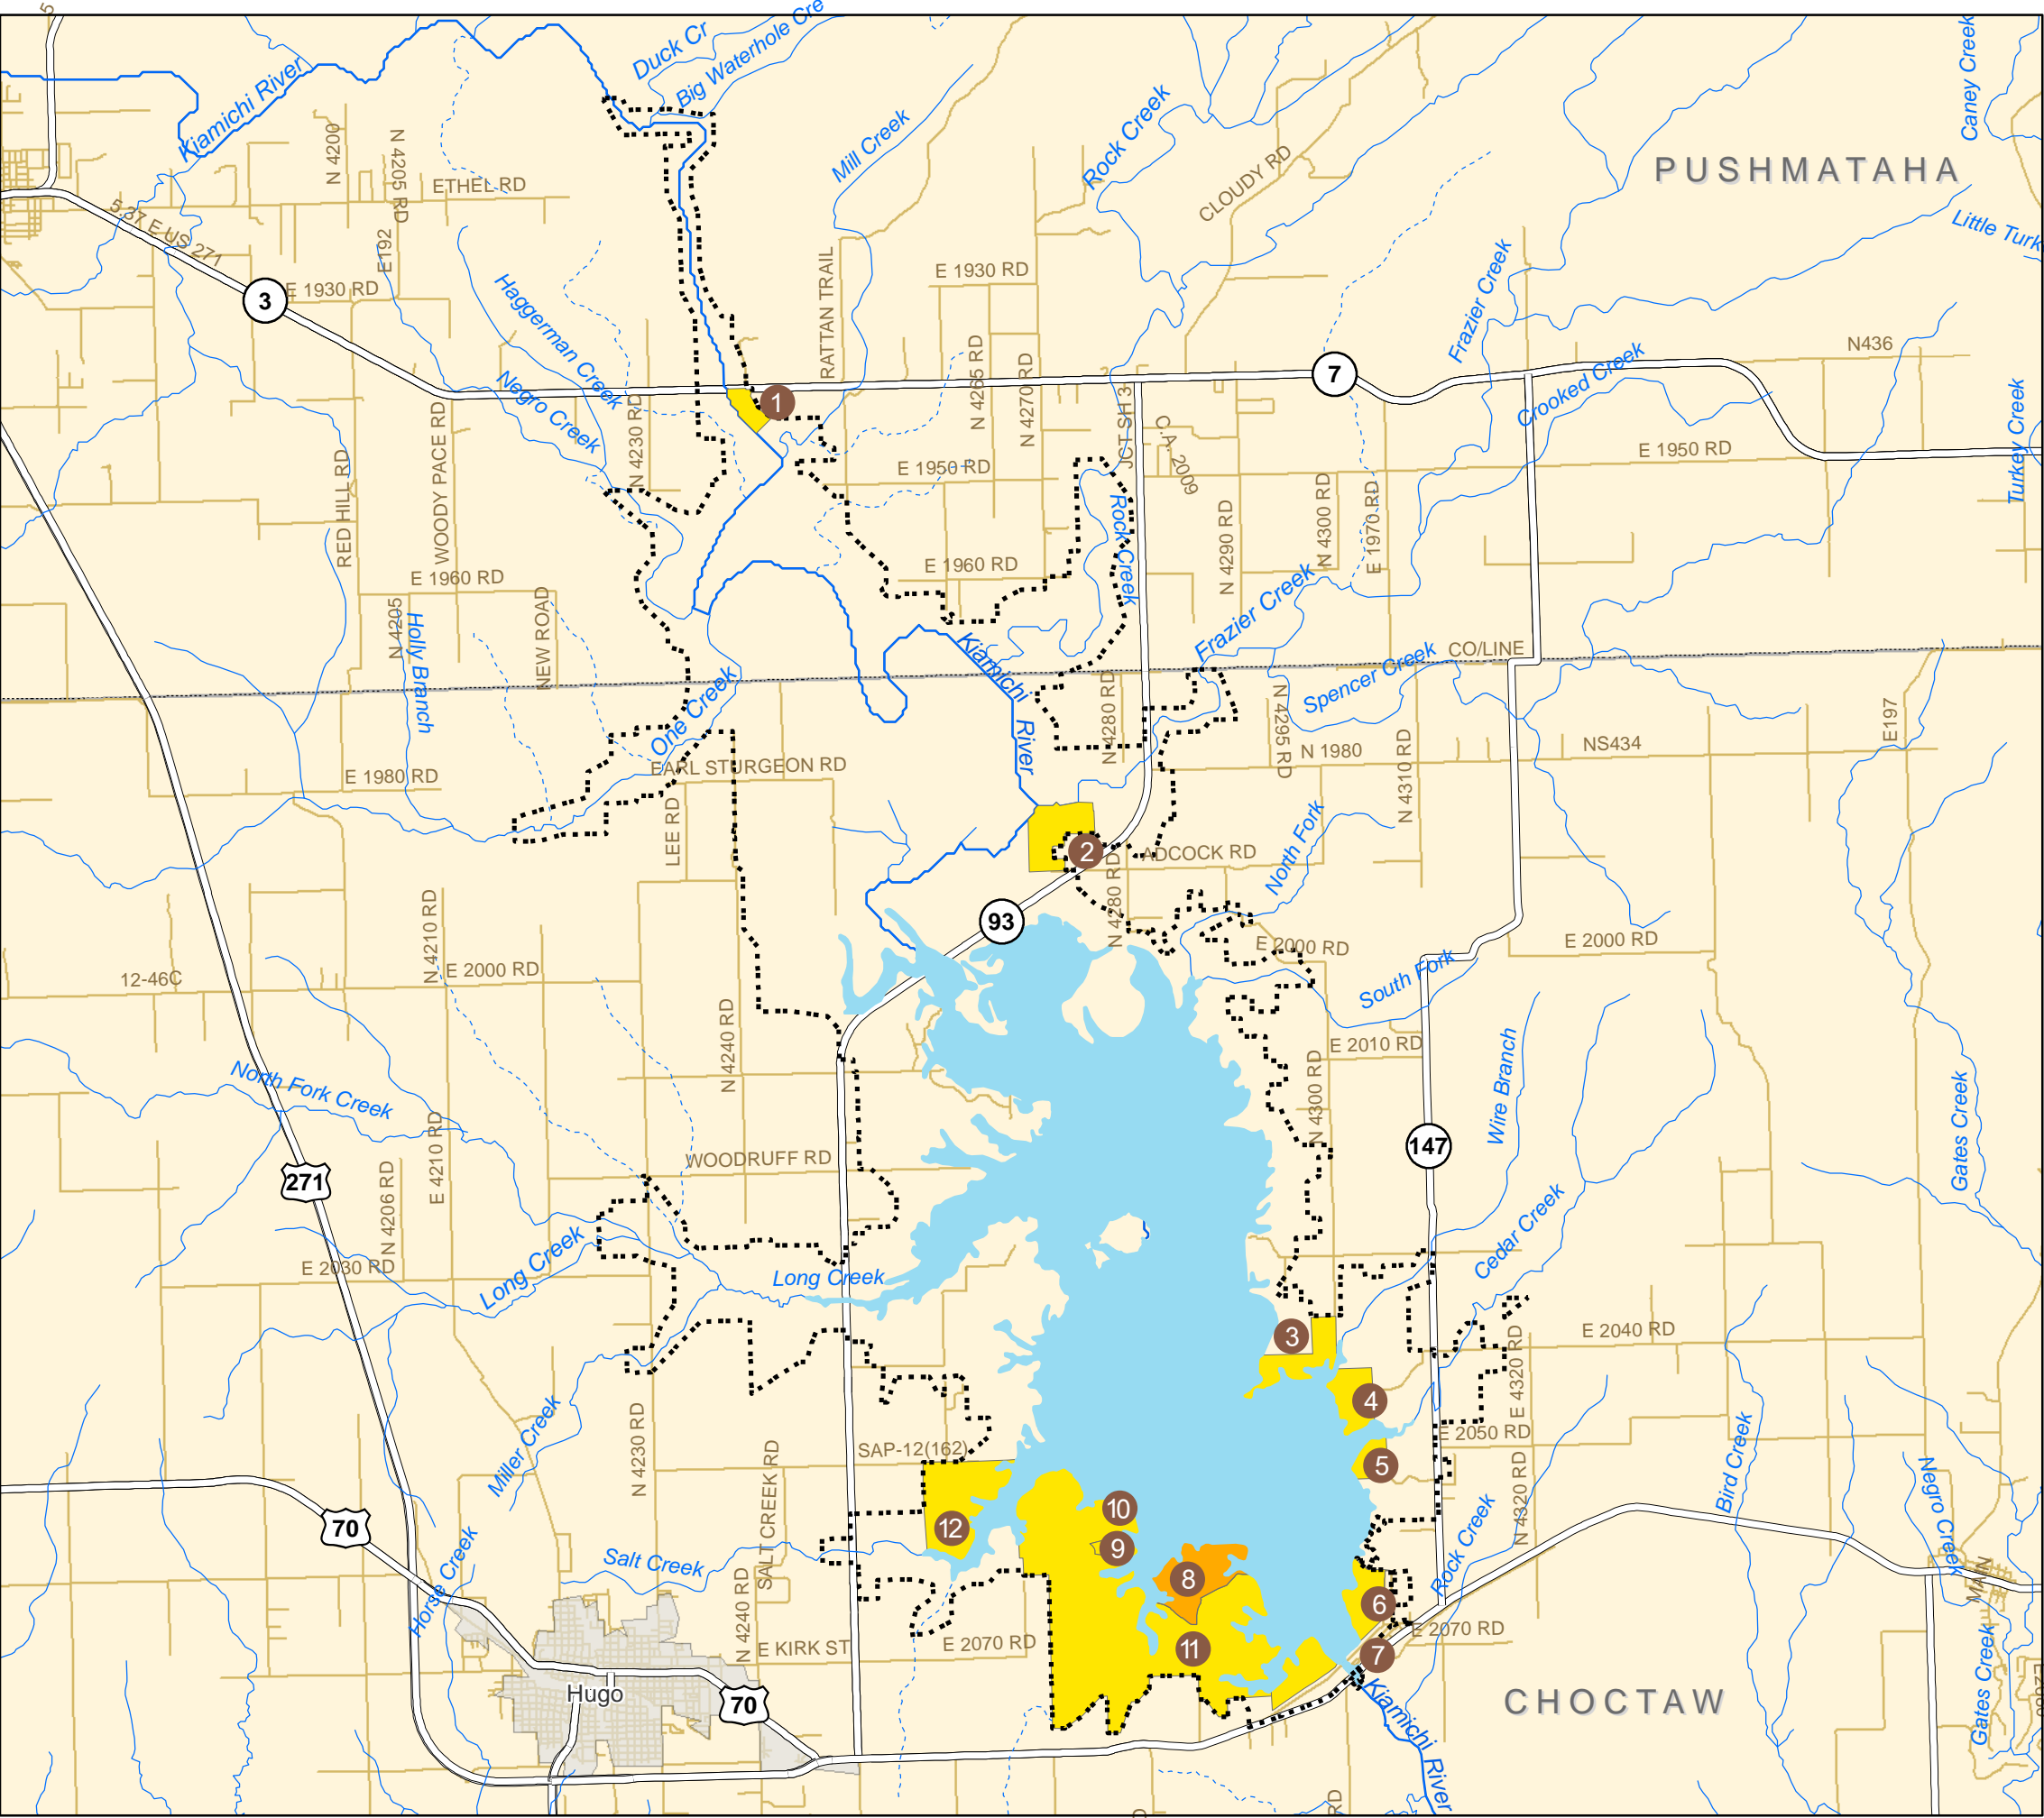 5
Duck Cr
Big Waterhole Cre
Caney Creek
Kiamichi River
N 4200
N 4205 RD
Mill Creek
Rock Creek
CLOUDY RD
PUSHMATAHA
ETHEL RD
5.37 E US 271
E192
Little Turk
3
E 1930 RD
Haggerman Creek
RATTAN TRAIL
E 1930 RD
Frazier Creek
N436
Negro Creek
N 4265 RD
N 4270 RD
7
Crooked Creek
1
WOODY PACE RD
N 4230 RD
JCT SH 3
C.A. 2009
E 1950 RD
E 1950 RD
Turkey Creek
RED HILL RD
Rock Creek
N 4290 RD
N 4300 RD
E 1970 RD
E 1960 RD
E 1960 RD
N 4205
Holly Branch
NEW ROAD
Kiamichi
River
Frazier Creek
Spencer Creek
CO/LINE
One Creek
N 4280 RD
N 4295 RD
N 4310 RD
E197
E 1980 RD
EARL STURGEON RD
N 1980
NS434
LEE RD
2
ADCOCK RD
North Fork
N 4210 RD
93
N 4280 RD
12-46C
E 2000 RD
E 2000 RD
E 2000 RD
South Fork
N 4240 RD
E 2010 RD
Wire Branch
North Fork Creek
N 4300 RD
Gates Creek
E 4210 RD
147
WOODRUFF RD
271
N 4206 RD
Cedar Creek
Long Creek
Long Creek
E 2030 RD
3
E 2040 RD
E 4320 RD
4
Miller Creek
N 4230 RD
SAP-12(162)
E 2050 RD
5
Bird Creek
Negro Creek
SALT CREEK RD
N 4320 RD
70
12
10
9
Rock Creek
Horse Creek
Salt Creek
8
6
MAIN
N 4240 RD
E KIRK ST
E 2070 RD
11
E 2070 RD
7
Hugo
70
Kiamichi River
CHOCTAW
Gates Creek
D
RD